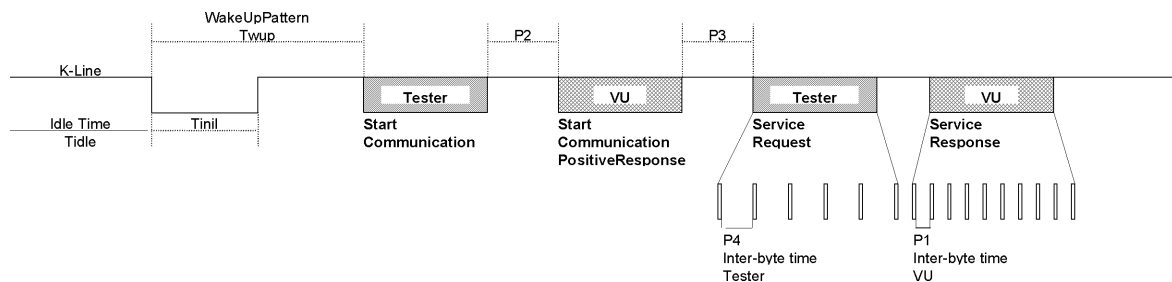 WakeUpPattern
Twup
P2
P3
K-Line
Tester
VU
Tester
VU
Idle Time
Tidle
Tinil
Start
Communication
Start
Communication
PositiveResponse
Service
Request
Service
Response
P4
Inter-byte time
Tester
P1
Inter-byte time
VU